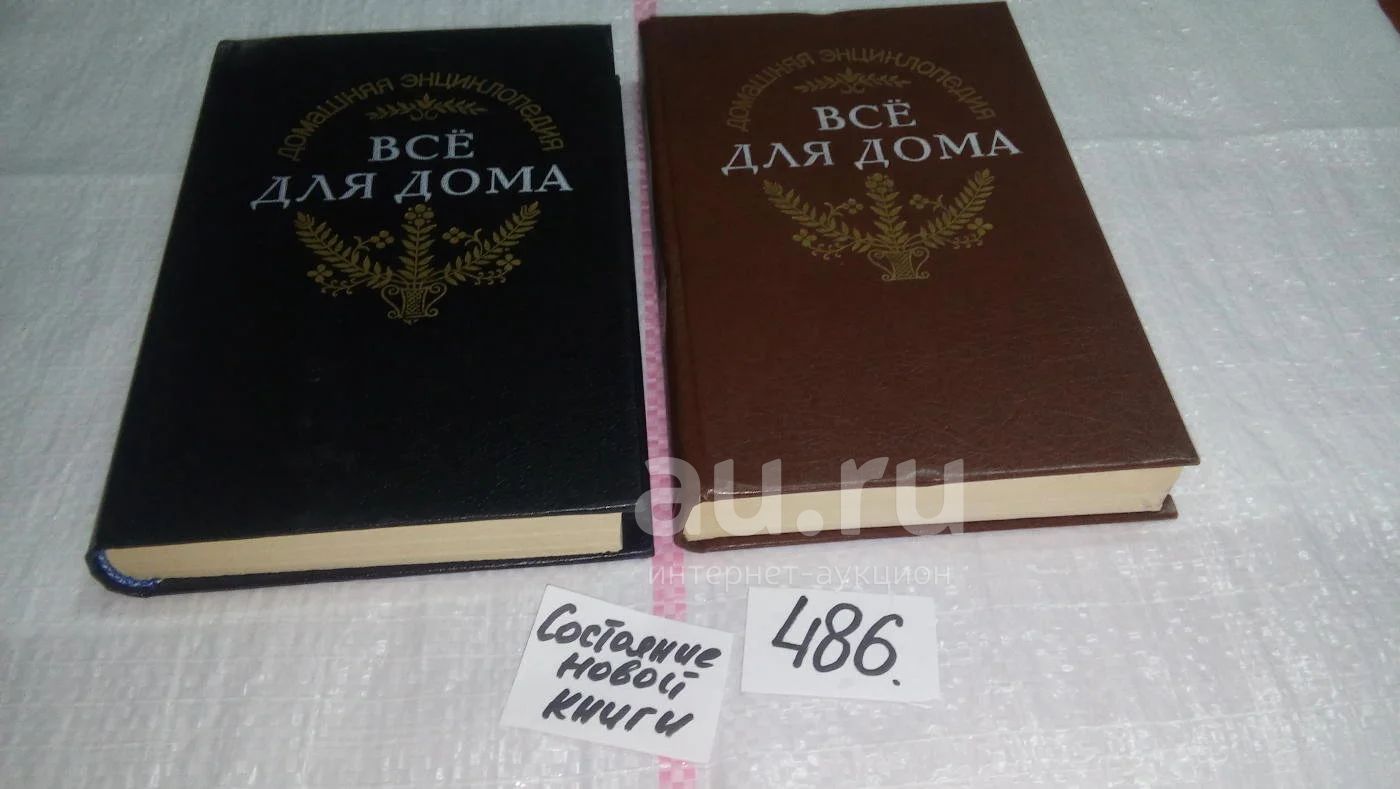 ДОМАШНЯЯ ЭНЦИКЛОПЕДИЯ
ВСЁ
ДЛЯ ДОМА
ДОМАШНЯЯ ЭНЦИКЛОПЕДИЯ
ВСЁ
ДЛЯ ДОМА
au.ru
интернет-аукцион
Состояние
новой
книги
486.